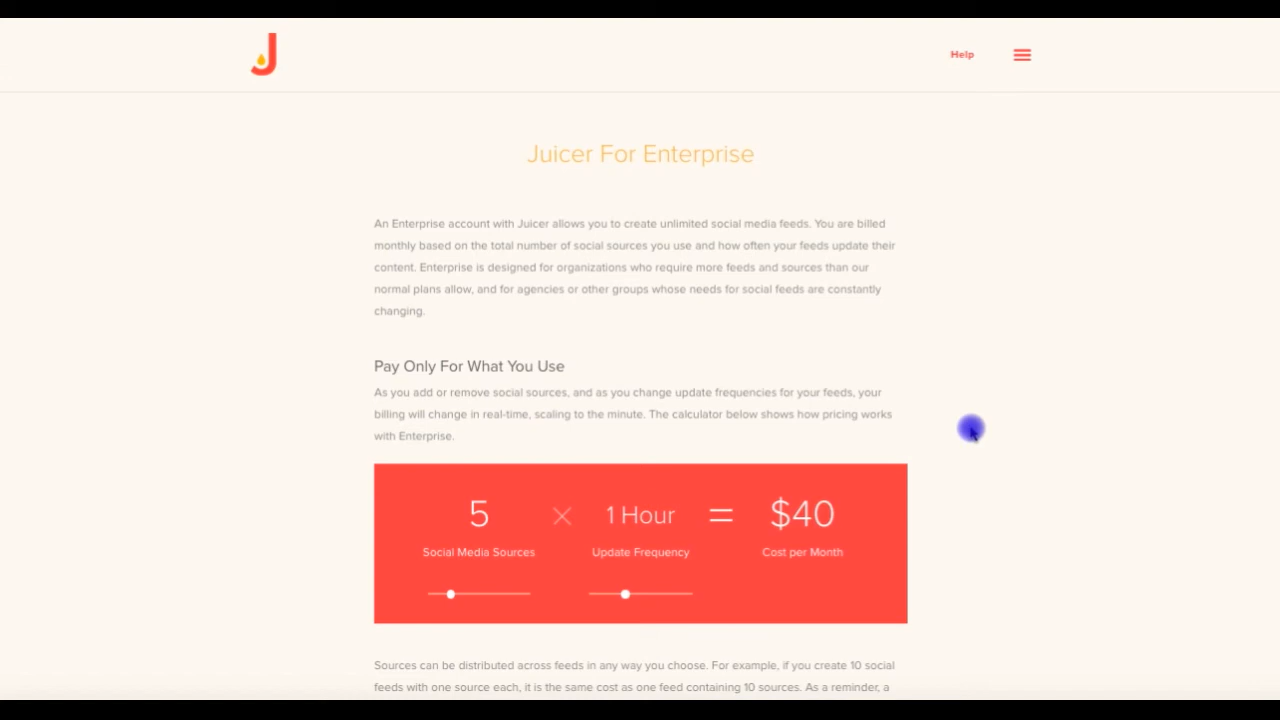 J
Help
Juicer For Enterprise
An Enterprise account with Juicer allows you to create unlimited social media feeds. You are billed
monthly based on the total number of social sources you use and how often your feeds update their
content. Enterprise is designed for organizations who require more feeds and sources than our
normal plans allow, and for agencies or other groups whose needs for social feeds are constantly
changing.
Pay Only For What You Use
As you add or remove social sources, and as you change update frequencies for your feeds, your
billing will change in real-time, scaling to the minute. The calculator below shows how pricing works
with Enterprise.
5 × 1 Hour = $40
Social Media Sources Update Frequency Cost per Month
Sources can be distributed across feeds in any way you choose. For example, if you create 10 social
feeds with one source each, it is the same cost as one feed containing 10 sources. As a reminder, a